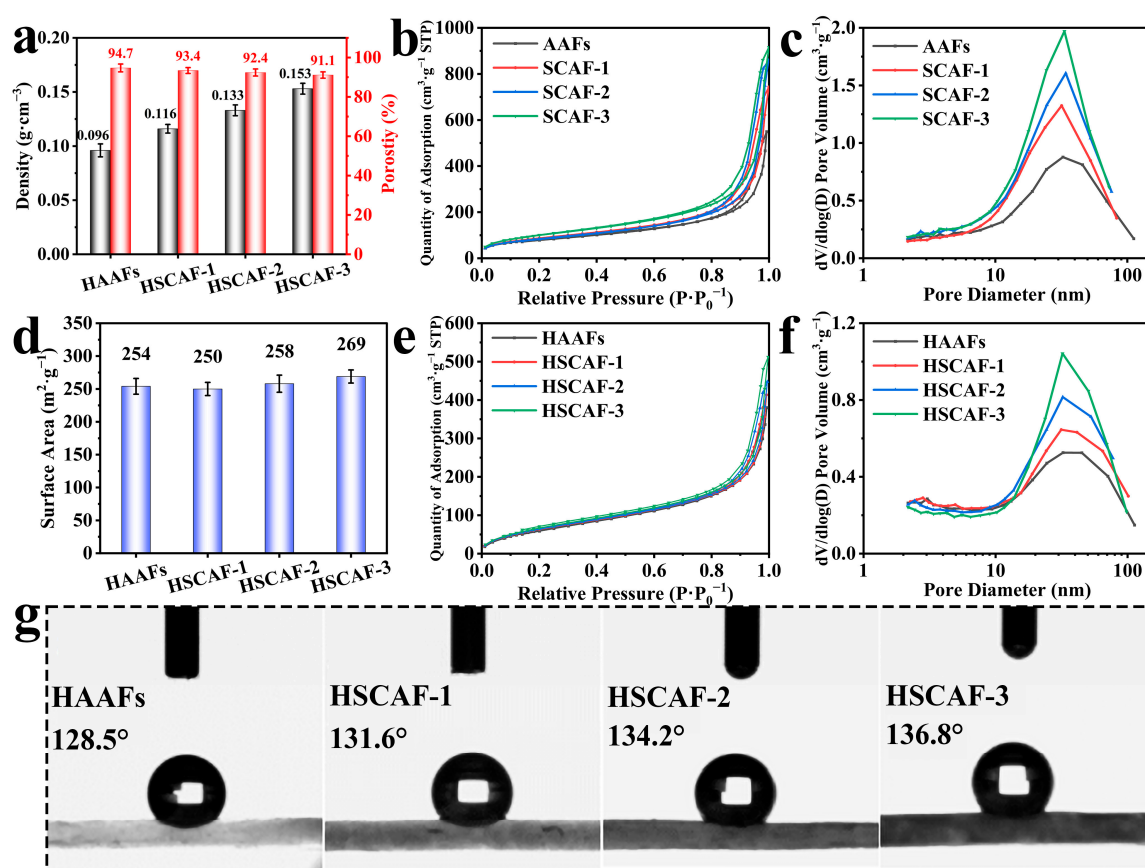 a
Density (g·cm⁻³)
0.20
0.15
0.10
0.05
0.00
0.096
0.116
0.133
0.153
94.7
93.4
92.4
91.1
100
80
60
40
20
0
Porostiy (%)
HAAFs
HSCAF-1
HSCAF-2
HSCAF-3
b
Quantity of Adsorption (cm³·g⁻¹ STP)
1000
800
600
400
200
0
AAFs
SCAF-1
SCAF-2
SCAF-3
0.0 0.2 0.4 0.6 0.8 1.0
Relative Pressure (P·P₀⁻¹)
c
dV/dlog(D) Pore Volume (cm³·g⁻¹)
2.0
1.5
1.0
0.5
0.0
AAFs
SCAF-1
SCAF-2
SCAF-3
1 10 100
Pore Diameter (nm)
d
Surface Area (m²·g⁻¹)
350
300
250
200
150
100
50
0
254
250
258
269
HAAFs
HSCAF-1
HSCAF-2
HSCAF-3
e
Quantity of Adsorption (cm³·g⁻¹ STP)
600
500
400
300
200
100
0
HAAFs
HSCAF-1
HSCAF-2
HSCAF-3
0.0 0.2 0.4 0.6 0.8 1.0
Relative Pressure (P·P₀⁻¹)
f
dV/dlog(D) Pore Volume (cm³·g⁻¹)
1.2
0.8
0.4
0.0
HAAFs
HSCAF-1
HSCAF-2
HSCAF-3
1 10 100
Pore Diameter (nm)
g
HAAFs
128.5°
HSCAF-1
131.6°
HSCAF-2
134.2°
HSCAF-3
136.8°